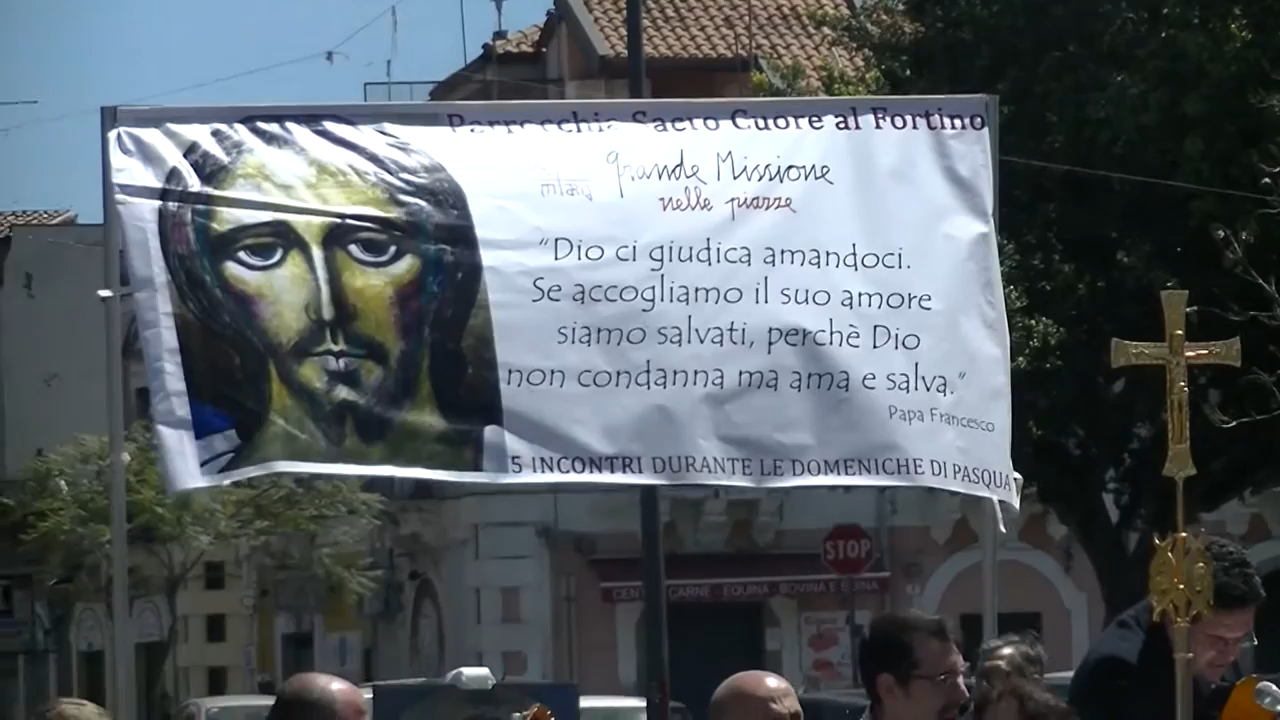 Parrocchia Sacro Cuore al Fortino
grande Missione
nelle piazze
“Dio ci giudica amandoci.
Se accogliamo il suo amore
siamo salvati, perchè Dio
non condanna ma ama e salva.”
Papa Francesco
5 INCONTRI DURANTE LE DOMENICHE DI PASQUA
STOP
CARNE - EQUINA - BOVINA E